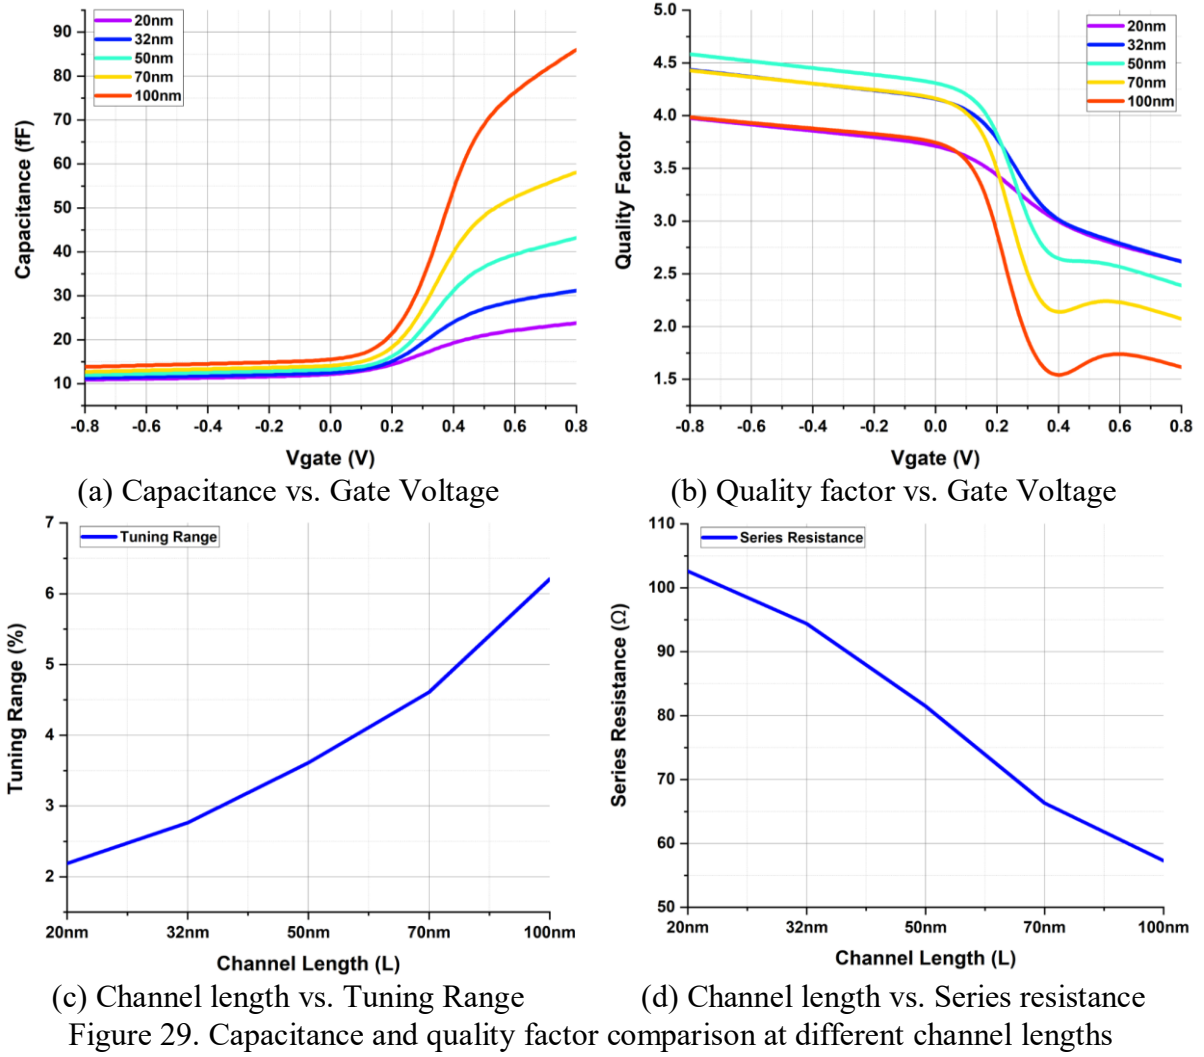 20nm
32nm
50nm
70nm
100nm
Capacitance (fF)
90
80
70
60
50
40
30
20
10
-0.8 -0.6 -0.4 -0.2 0.0 0.2 0.4 0.6 0.8
Vgate (V)
(a) Capacitance vs. Gate Voltage
20nm
32nm
50nm
70nm
100nm
Quality Factor
5.0
4.5
4.0
3.5
3.0
2.5
2.0
1.5
-0.8 -0.6 -0.4 -0.2 0.0 0.2 0.4 0.6 0.8
Vgate (V)
(b) Quality factor vs. Gate Voltage
Tuning Range
Tuning Range (%)
7
6
5
4
3
2
20nm 32nm 50nm 70nm 100nm
Channel Length (L)
(c) Channel length vs. Tuning Range
Series Resistance
Series Resistance (Ω)
110
100
90
80
70
60
50
20nm 32nm 50nm 70nm 100nm
Channel Length (L)
(d) Channel length vs. Series resistance
Figure 29. Capacitance and quality factor comparison at different channel lengths